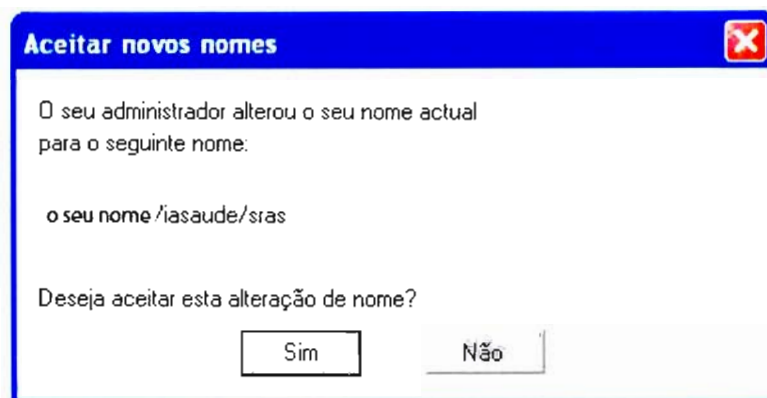 Aceitar novos nomes
O seu administrador alterou o seu nome actual
para o seguinte nome:
o seu nome /iasaude/sras
Deseja aceitar esta alteração de nome?
Sim
Não